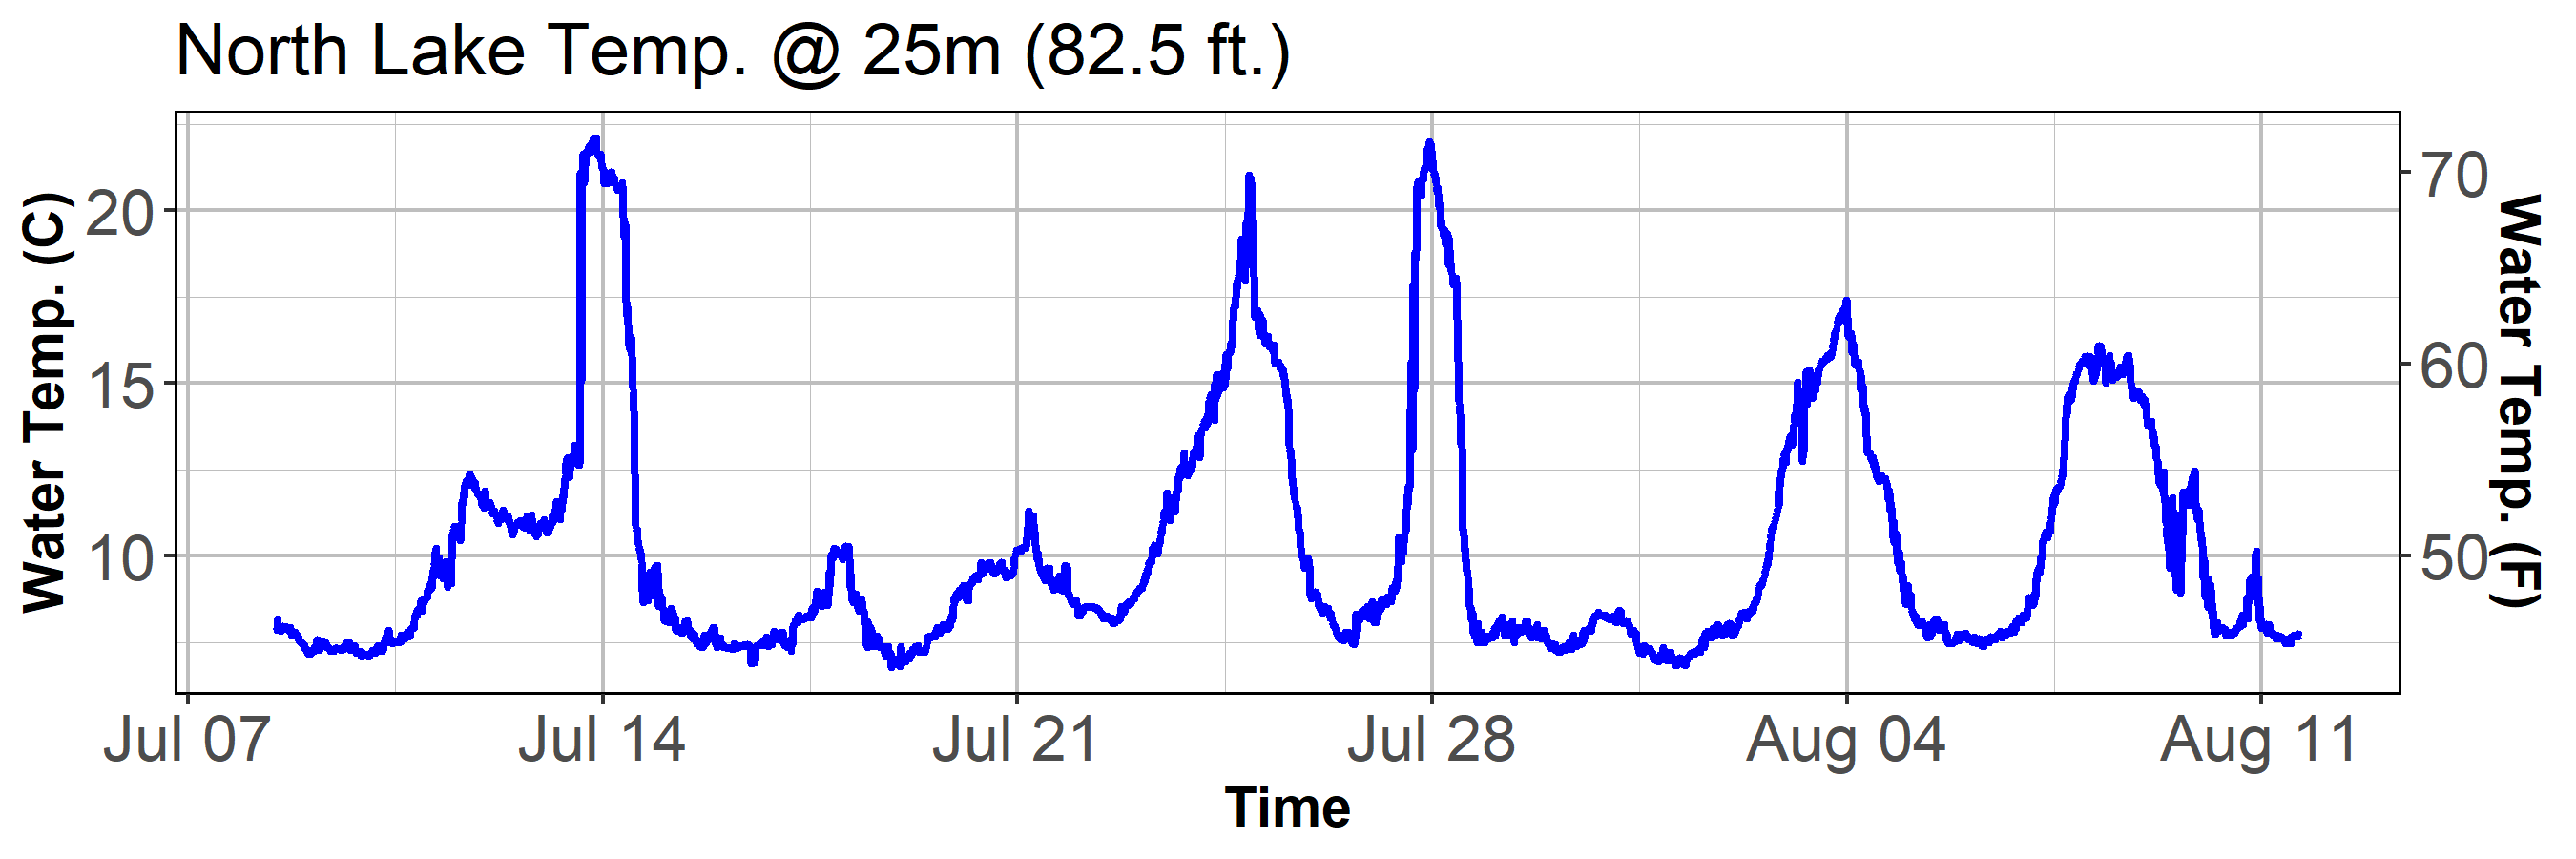 North Lake Temp. @ 25m (82.5 ft.)
Water Temp. (C)
20
15
10
70
60
50
Water Temp. (F)
Jul 07
Jul 14
Jul 21
Jul 28
Aug 04
Aug 11
Time